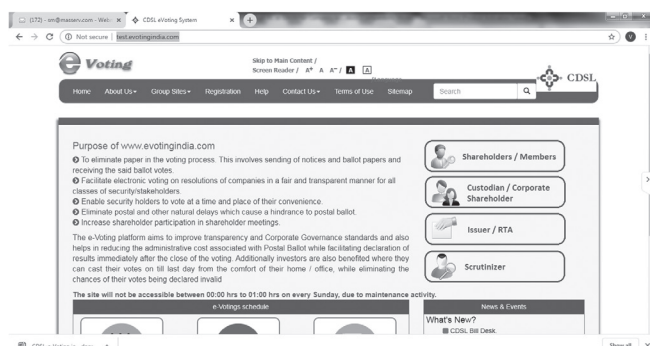 (172) - sm@masserv.com - Web
CDSL eVoting System
Not secure | test.evotingindia.com
V
e Voting
Skip to Main Content /
Screen Reader / A+ A A- / A A
CDSL
Home About Us Group Sites Registration Help Contact Us Terms of Use Sitemap Search
Purpose of www.evotingindia.com
To eliminate paper in the voting process. This involves sending of notices and ballot papers and
receiving the said ballot votes.
Facilitate electronic voting on resolutions of companies in a fair and transparent manner for all
classes of security/stakeholders.
Enable security holders to vote at a time and place of their convenience.
Eliminate postal and other natural delays which cause a hindrance to postal ballot.
Increase shareholder participation in shareholder meetings.
The e-Voting platform aims to improve transparency and Corporate Governance standards and also
helps in reducing the administrative cost associated with Postal Ballot while facilitating declaration of
results immediately after the close of the voting. Additionally investors are also benefited where they
can cast their votes on till last day from the comfort of their home / office, while eliminating the
chances of their votes being declared invalid
Shareholders / Members
Custodian / Corporate
Shareholder
Issuer / RTA
Scrutinizer
The site will not be accessible between 00:00 hrs to 01:00 hrs on every Sunday, due to maintenance activity.
e-Votings schedule
News & Events
What's New?
CDSL Bill Desk.
Show all